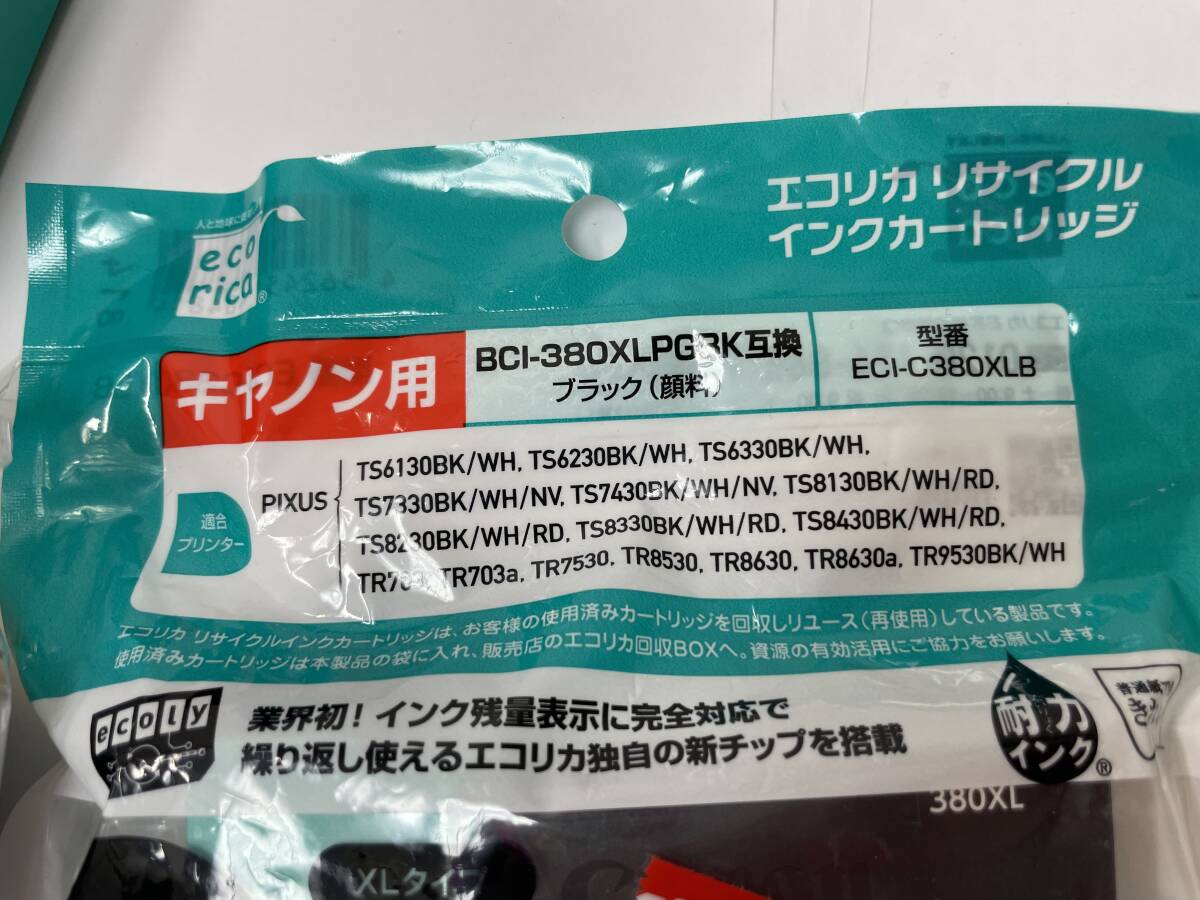 エコリカ リサイクル
インクカートリッジ
人と地球に
eco
rica®
キヤノン用
BCI-380XLPGBK互換
ブラック（顔料）
型番
ECI-C380XLB
適合
プリンター
PIXUS
TS6130BK/WH, TS6230BK/WH, TS6330BK/WH,
TS7330BK/WH/NV, TS7430BK/WH/NV, TS8130BK/WH/RD,
TS8230BK/WH/RD, TS8330BK/WH/RD, TS8430BK/WH/RD,
TR703, TR703a, TR7530, TR8530, TR8630, TR8630a, TR9530BK/WH
エコリカ リサイクルインクカートリッジは、お客様の使用済みカートリッジを回収しリユース（再使用）している製品です。
使用済みカートリッジは本製品の袋に入れ、販売店のエコリカ回収BOXへ。資源の有効活用にご協力をお願いします。
ecoly
業界初！インク残量表示に完全対応で
繰り返し使えるエコリカ独自の新チップを搭載
耐力
インク®
普通紙
380XL
XLタイプ